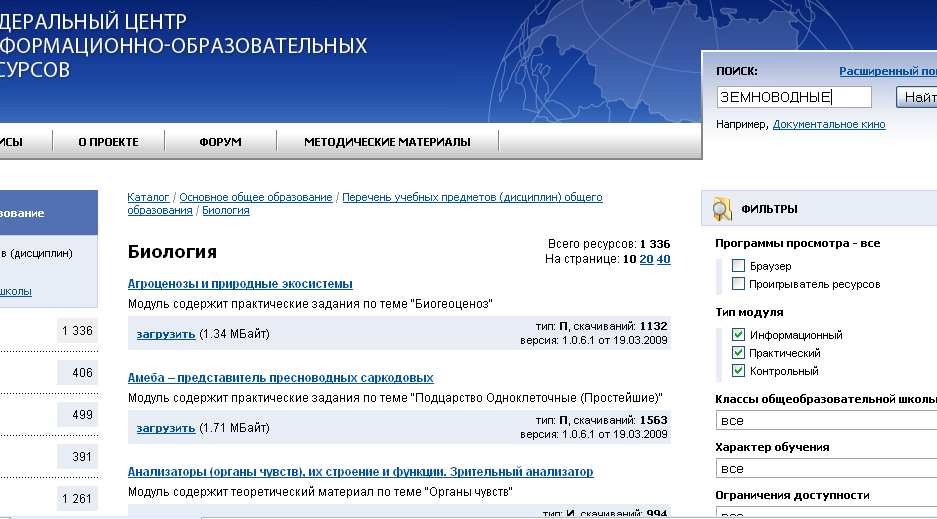 ДЕРАЛЬНЫЙ ЦЕНТР
ФОРМАЦИОННО-ОБРАЗОВАТЕЛЬНЫХ
СУРСОВ
ПОИСК:
Расширенный по
ЗЕМНОВОДНЫЕ
Найт
Например, Документальное кино
ИСЫ
О ПРОЕКТЕ
ФОРУМ
МЕТОДИЧЕСКИЕ МАТЕРИАЛЫ
зование
в (дисциплин)
школы
1 336
406
499
391
1 261
Каталог / Основное общее образование / Перечень учебных предметов (дисциплин) общего
образования / Биология
Биология
Всего ресурсов: 1 336
На странице: 10 20 40
Агроценозы и природные экосистемы
Модуль содержит практические задания по теме "Биогеоценоз"
загрузить (1.34 МБайт)
тип: П, скачиваний: 1132
версия: 1.0.6.1 от 19.03.2009
Амеба – представитель пресноводных саркодовых
Модуль содержит практические задания по теме "Подцарство Одноклеточные (Простейшие)"
загрузить (1.71 МБайт)
тип: П, скачиваний: 1563
версия: 1.0.6.1 от 19.03.2009
Анализаторы (органы чувств), их строение и функции. Зрительный анализатор
Модуль содержит теоретический материал по теме "Органы чувств"
тип: И, скачиваний: 994
ФИЛЬТРЫ
Программы просмотра - все
Браузер
Проигрыватель ресурсов
Тип модуля
Информационный
Практический
Контрольный
Классы общеобразовательной школы
все
Характер обучения
все
Ограничения доступности
все